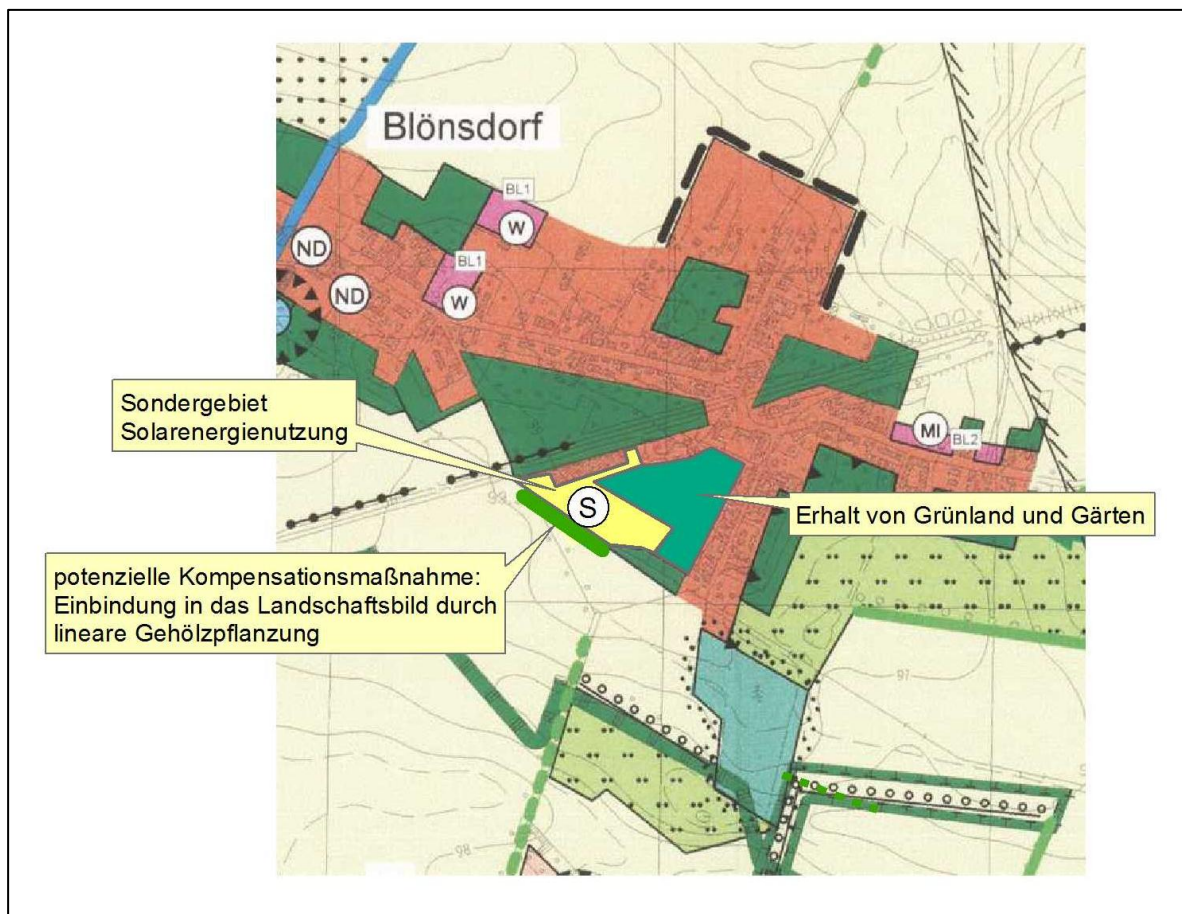 Blönsdorf
BL1
W
ND
BL1
ND
W
Sondergebiet
Solarenergienutzung
MI
BL2
99
S
Erhalt von Grünland und Gärten
potenzielle Kompensationsmaßnahme:
Einbindung in das Landschaftsbild durch
lineare Gehölzpflanzung
97
98